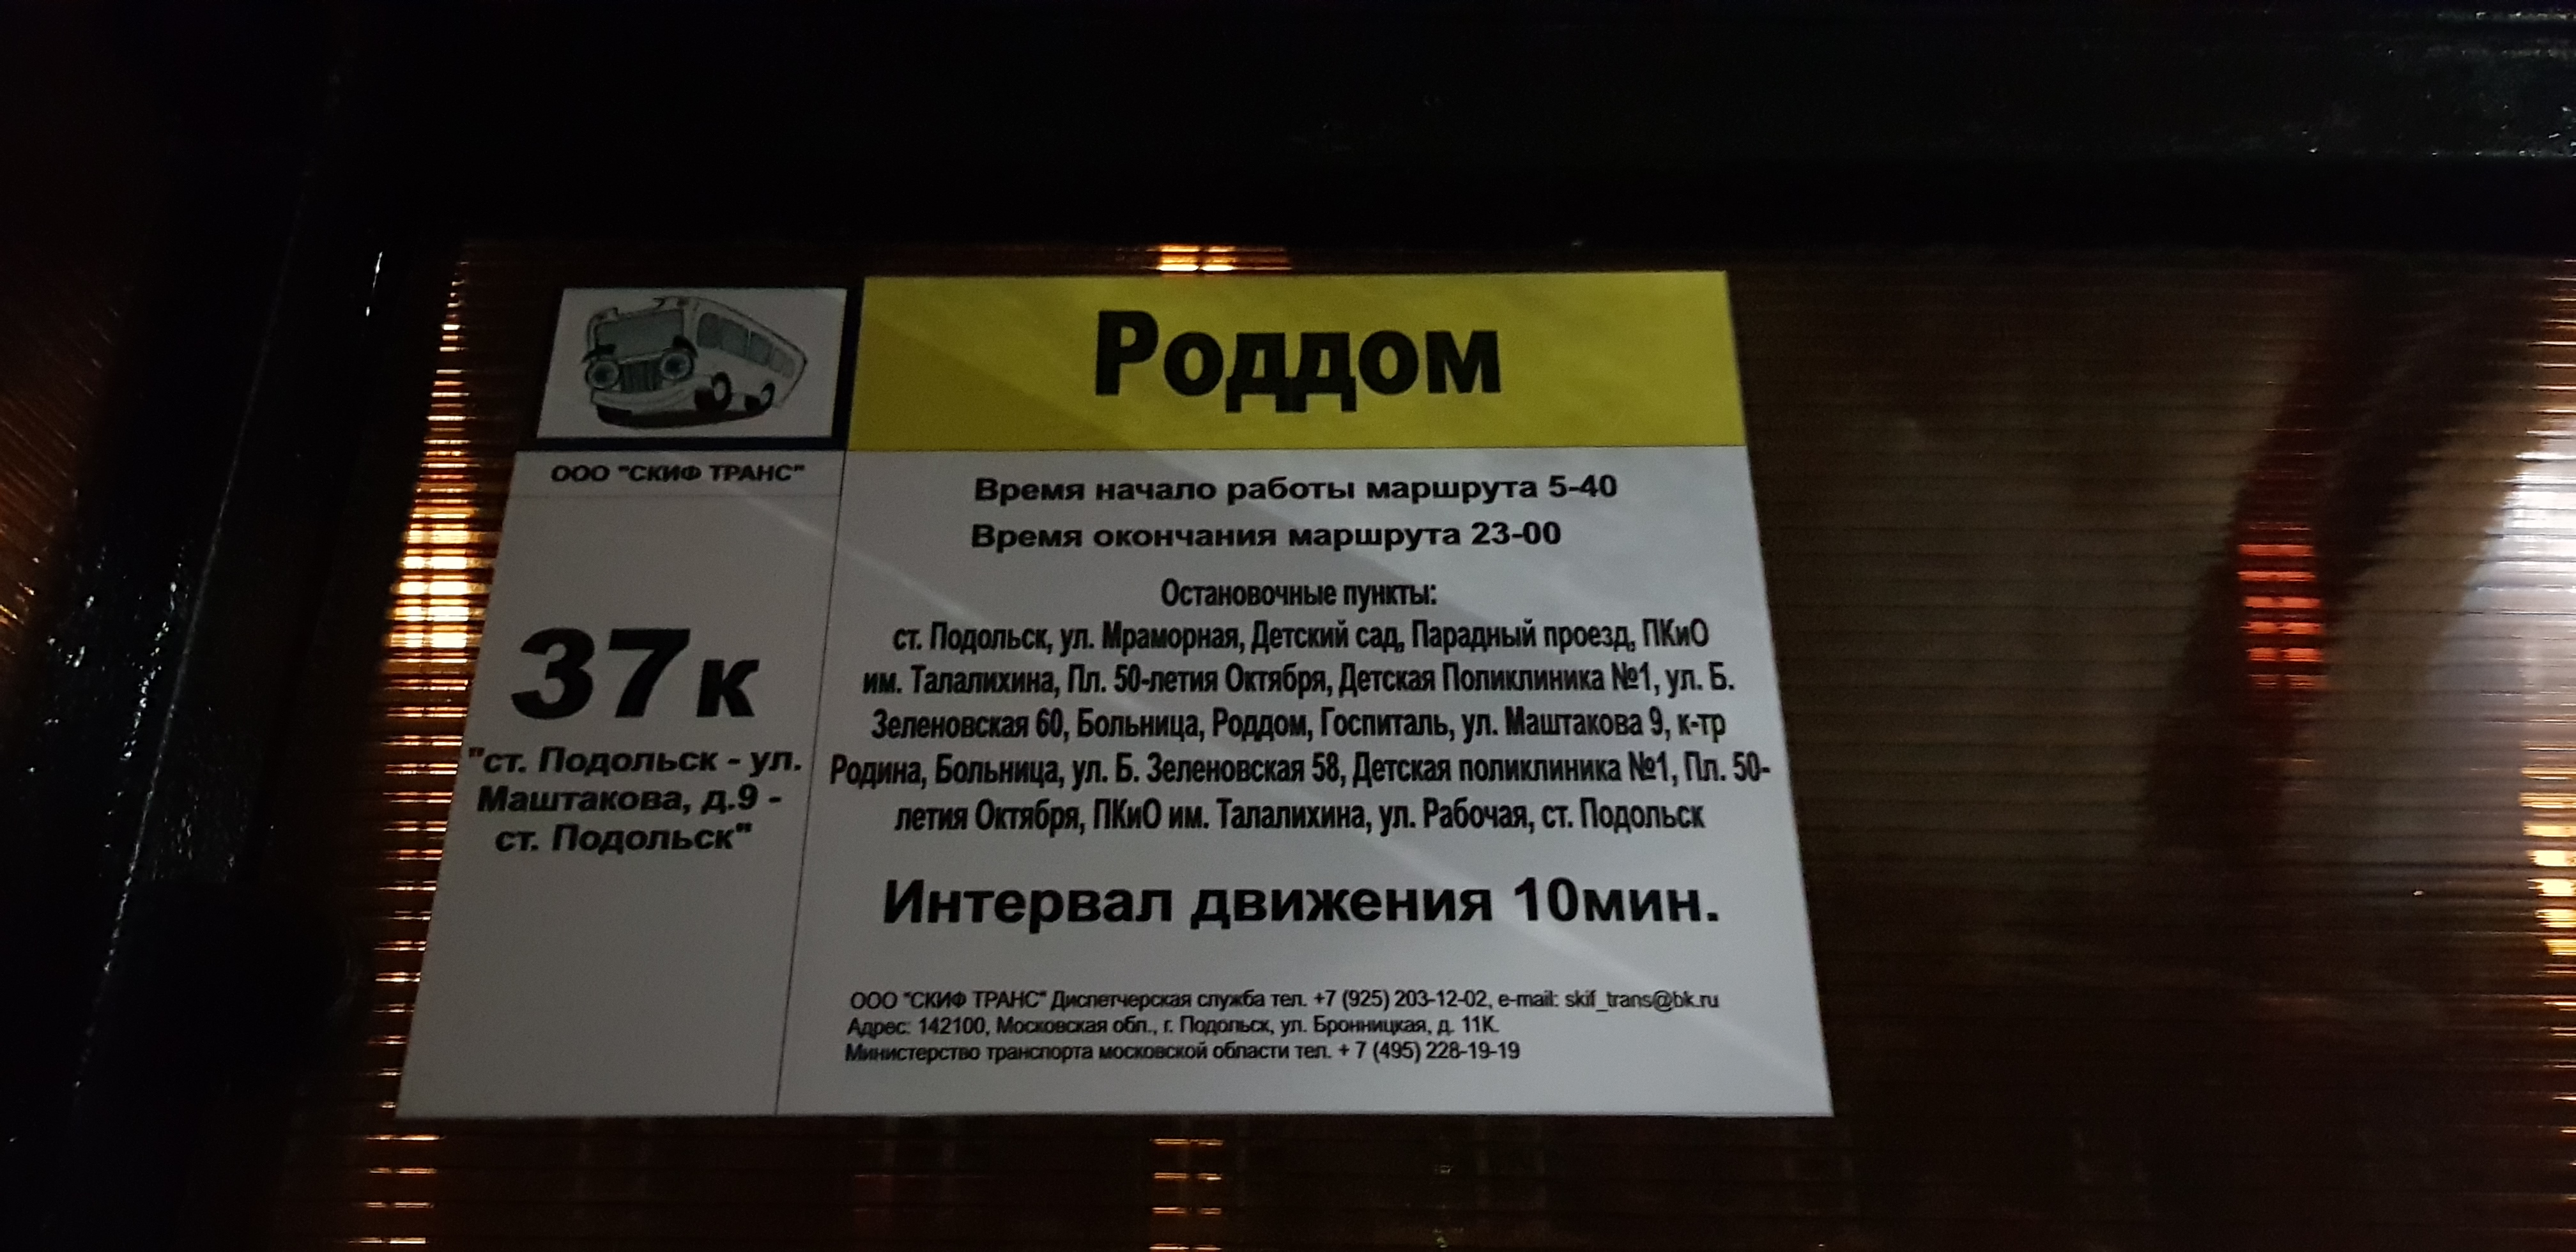 Роддом
ООО "СКИФ ТРАНС"
37к
"ст. Подольск - ул.
Маштакова, д.9 -
ст. Подольск"
Время начало работы маршрута 5-40
Время окончания маршрута 23-00
Остановочные пункты:
ст. Подольск, ул. Мраморная, Детский сад, Парадный проезд, ПКиО
им. Талалихина, Пл. 50-летия Октября, Детская Поликлиника №1, ул. Б.
Зеленовская 60, Больница, Роддом, Госпиталь, ул. Маштакова 9, к-тр
Родина, Больница, ул. Б. Зеленовская 58, Детская поликлиника №1, Пл. 50-
летия Октября, ПКиО им. Талалихина, ул. Рабочая, ст. Подольск
Интервал движения 10мин.
ООО "СКИФ ТРАНС" Диспетчерская служба тел. +7 (925) 203-12-02, e-mail: skif_trans@bk.ru
Адрес: 142100, Московская обл., г. Подольск, ул. Бронницкая, д. 11К.
Министерство транспорта московской области тел. + 7 (495) 228-19-19